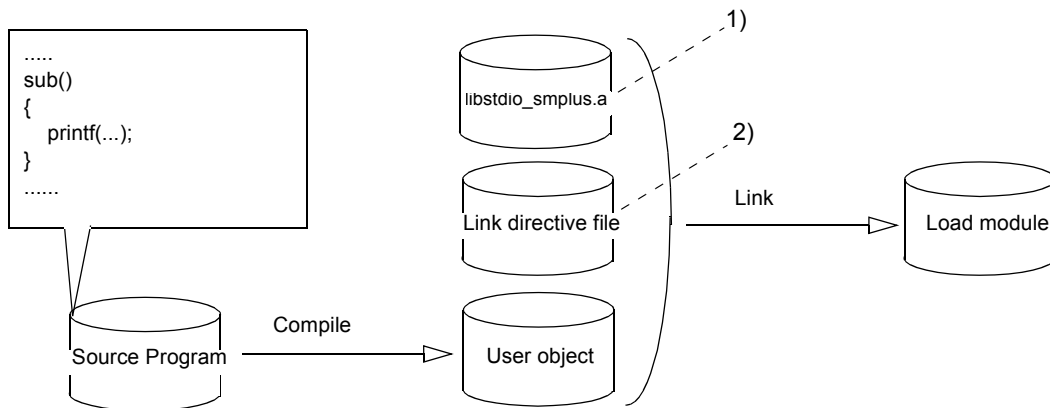 .....
sub()
{
printf(...);
}
......
1)
libstdio_smplus.a
2)
Link directive file
Link
Load module
Compile
Source Program
User object